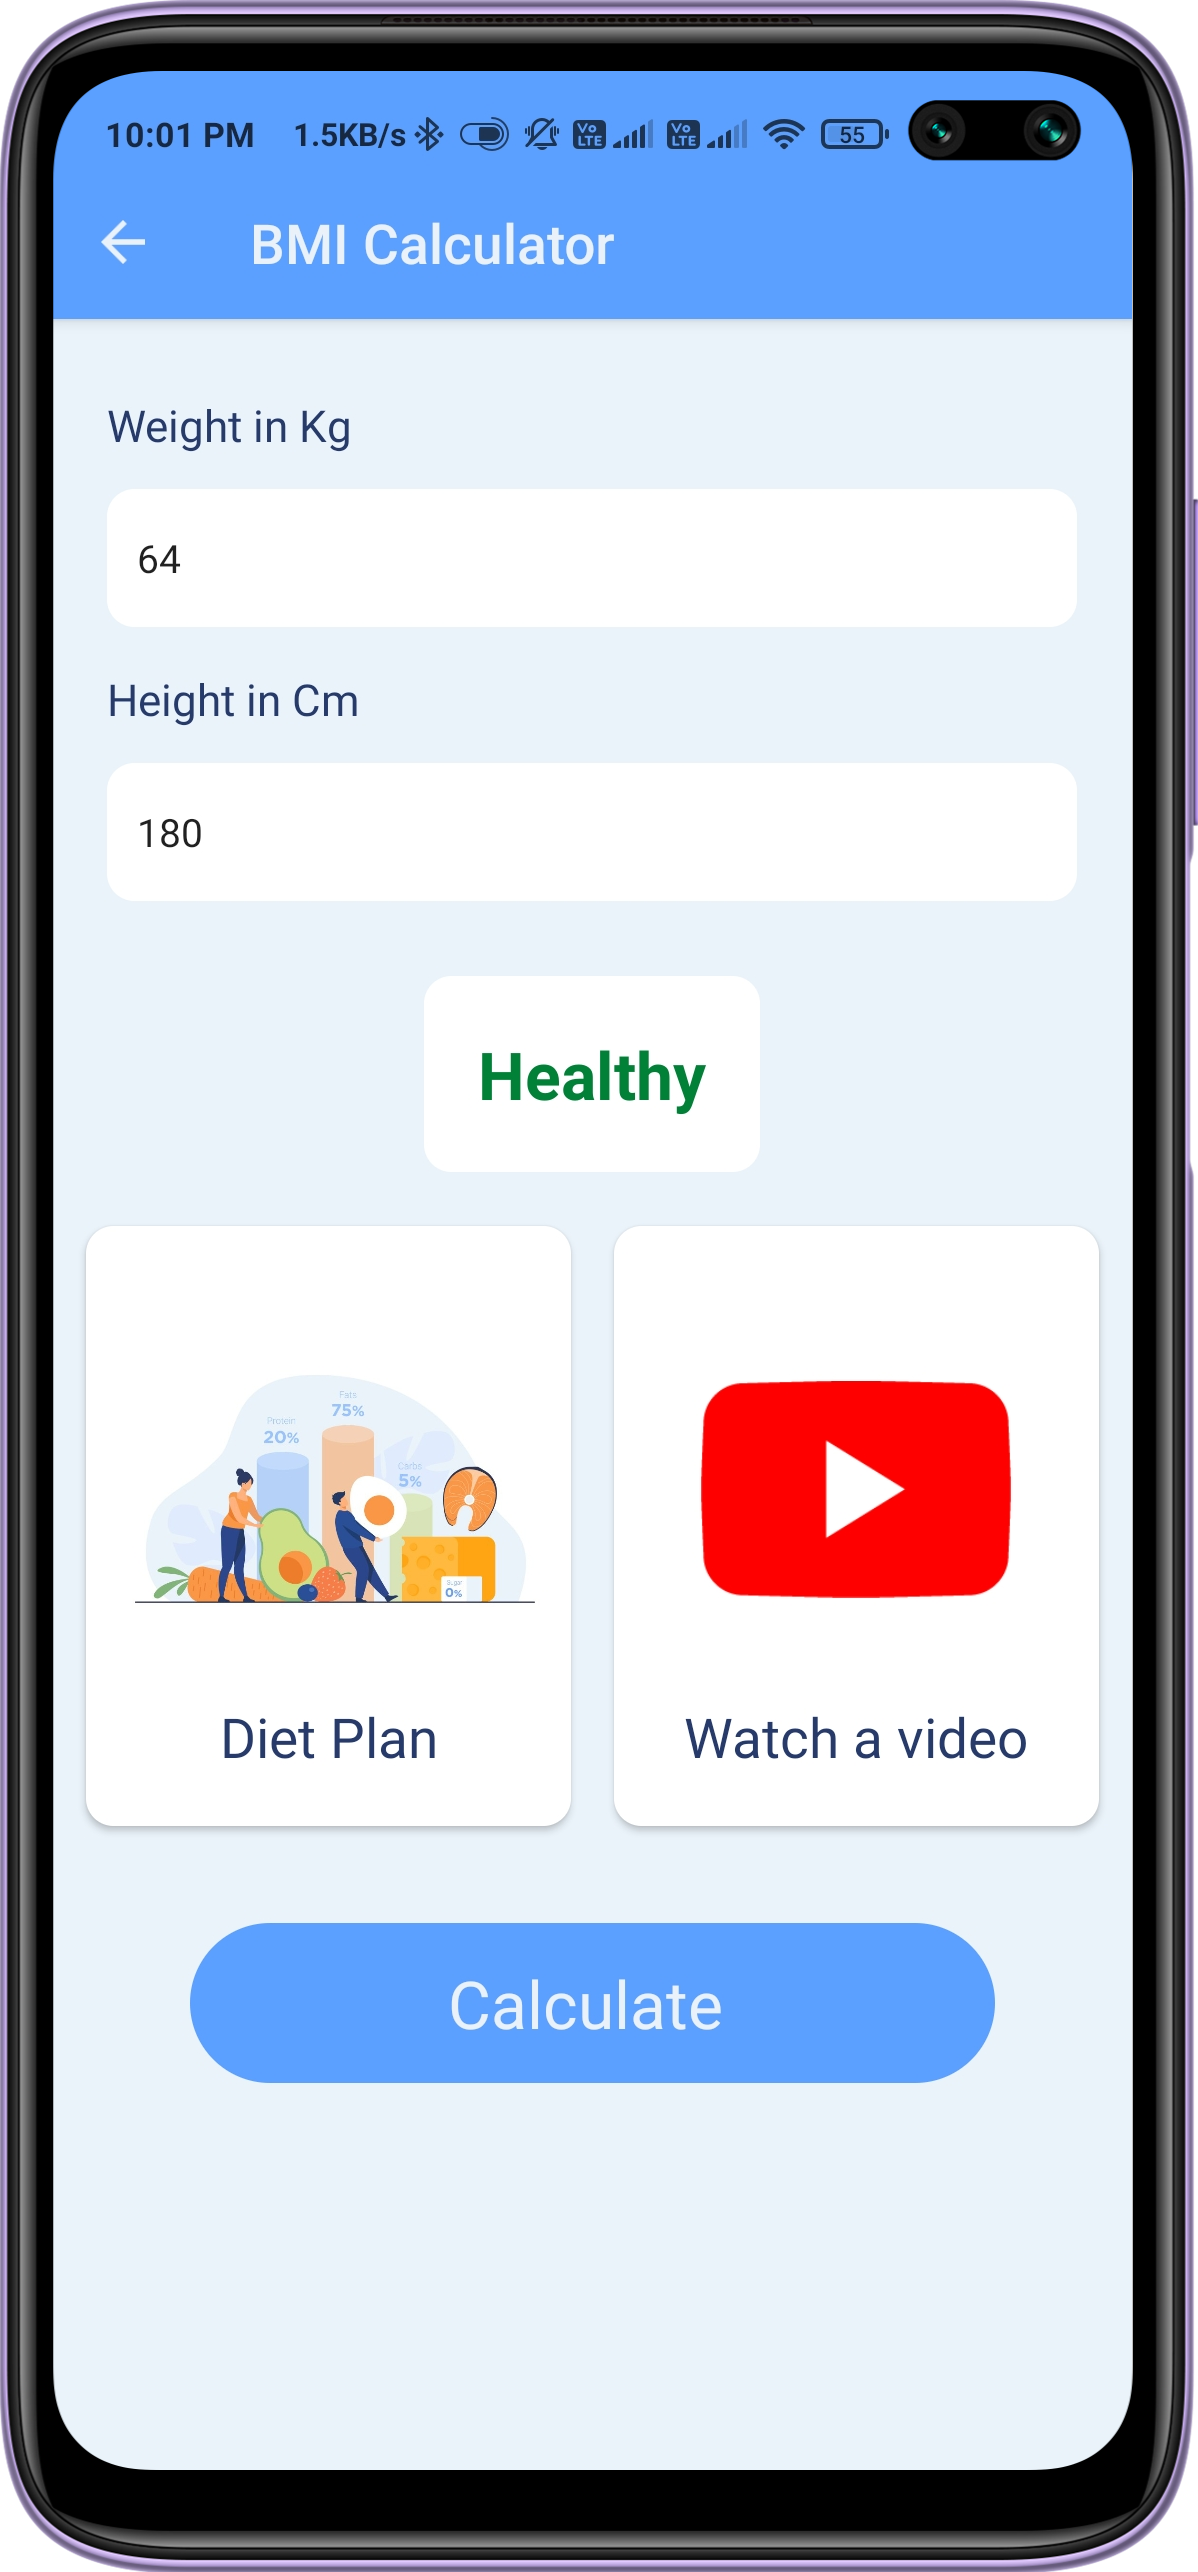 10:01 PM 1.5KB/s Vo LTE Vo LTE 55
BMI Calculator
Weight in Kg
64
Height in Cm
180
Healthy
Fats
75%
Protein
20%
Carbs
5%
Sugar
0%
Diet Plan
Watch a video
Calculate